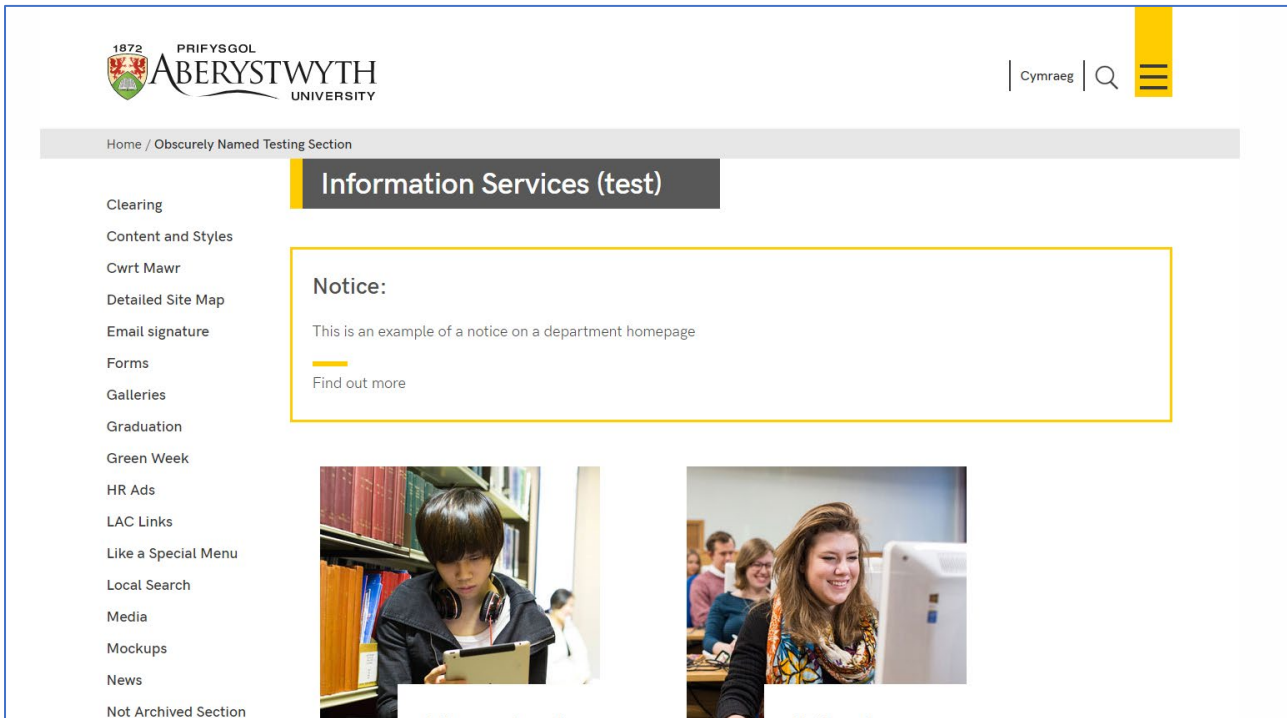 1872 PRIFYSGOL
ABERYSTWYTH
UNIVERSITY
Cymraeg
Home / Obscurely Named Testing Section
Information Services (test)
Clearing
Content and Styles
Cwrt Mawr
Detailed Site Map
Email signature
Forms
Galleries
Graduation
Green Week
HR Ads
LAC Links
Like a Special Menu
Local Search
Media
Mockups
News
Not Archived Section
Notice:
This is an example of a notice on a department homepage
Find out more